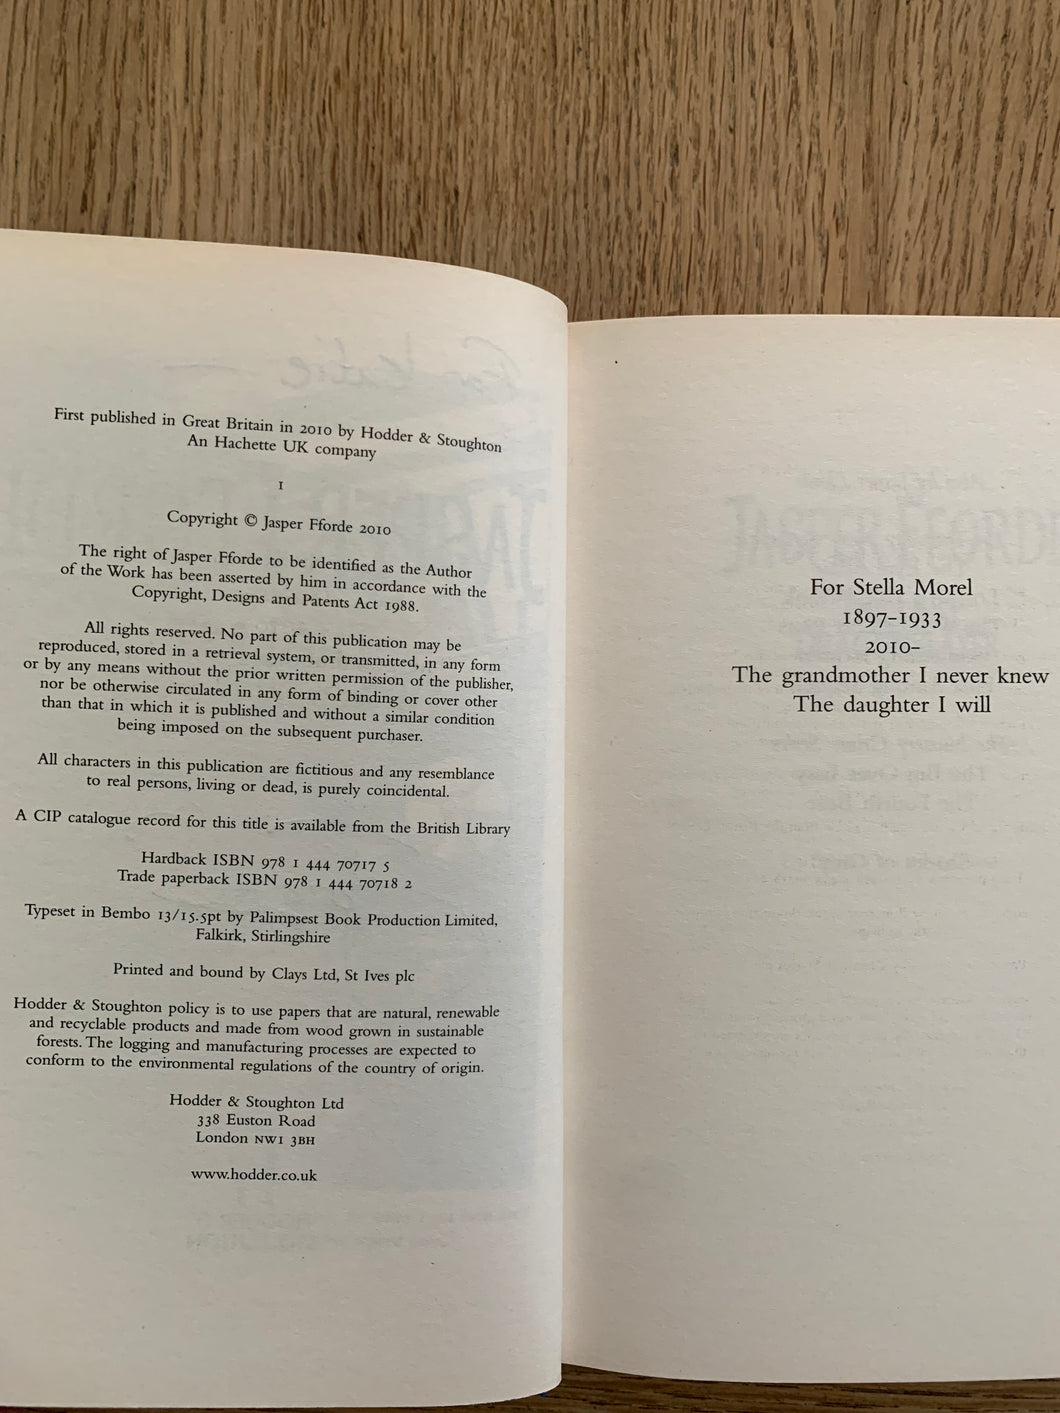 First published in Great Britain in 2010 by Hodder & Stoughton
An Hachette UK company
1
Copyright © Jasper Fforde 2010
The right of Jasper Fforde to be identified as the Author
of the Work has been asserted by him in accordance with the
Copyright, Designs and Patents Act 1988.
All rights reserved. No part of this publication may be
reproduced, stored in a retrieval system, or transmitted, in any form
or by any means without the prior written permission of the publisher,
nor be otherwise circulated in any form of binding or cover other
than that in which it is published and without a similar condition
being imposed on the subsequent purchaser.
All characters in this publication are fictitious and any resemblance
to real persons, living or dead, is purely coincidental.
A CIP catalogue record for this title is available from the British Library
Hardback ISBN 978 1 444 70717 5
Trade paperback ISBN 978 1 444 70718 2
Typeset in Bembo 13/15.5pt by Palimpsest Book Production Limited,
Falkirk, Stirlingshire
Printed and bound by Clays Ltd, St Ives plc
Hodder & Stoughton policy is to use papers that are natural, renewable
and recyclable products and made from wood grown in sustainable
forests. The logging and manufacturing processes are expected to
conform to the environmental regulations of the country of origin.
Hodder & Stoughton Ltd
338 Euston Road
London NW1 3BH
www.hodder.co.uk
For Stella Morel
1897–1933
2010–
The grandmother I never knew
The daughter I will